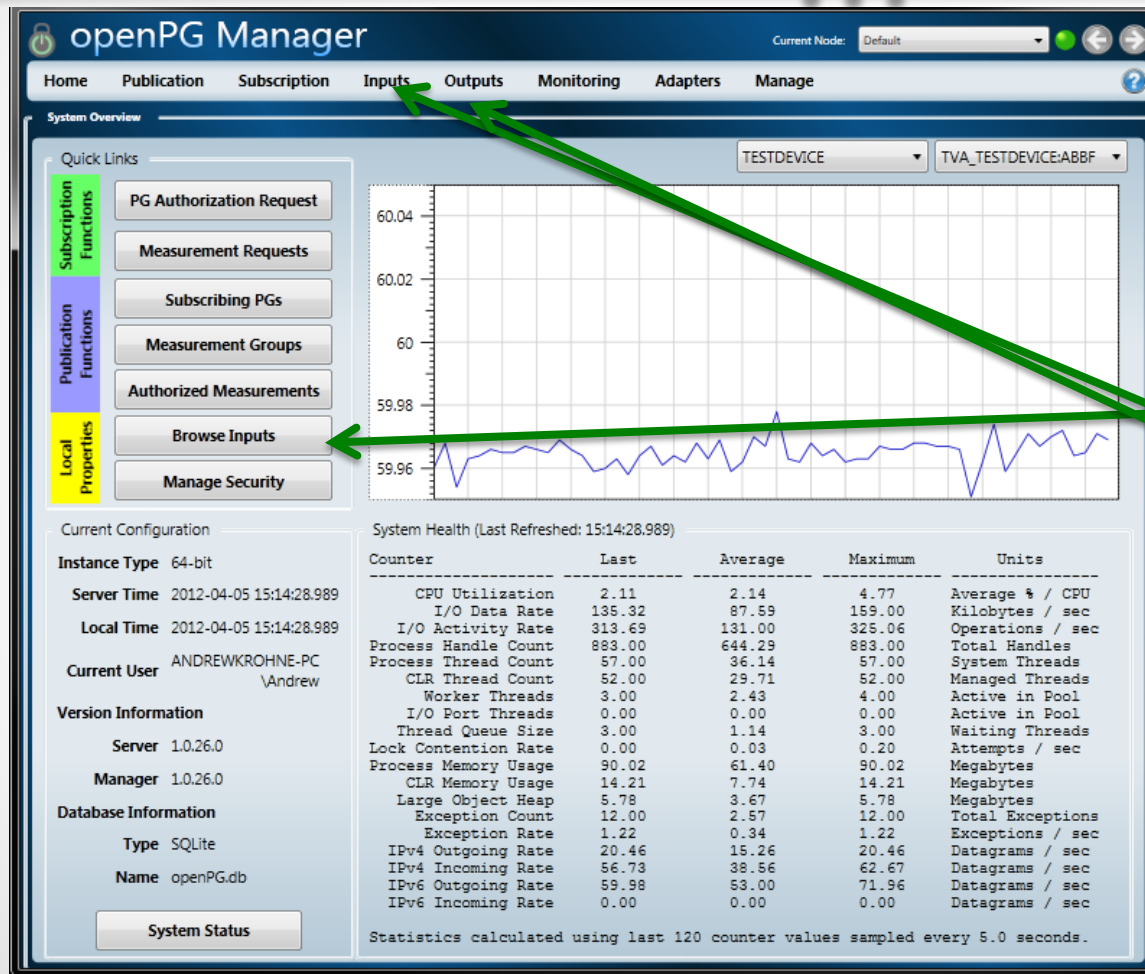 openPG Manager
Current Node: Default
Home Publication Subscription Inputs Outputs Monitoring Adapters Manage
System Overview
Quick Links
Subscription Functions
PG Authorization Request
Measurement Requests
Publication Functions
Subscribing PGs
Measurement Groups
Authorized Measurements
Local Properties
Browse Inputs
Manage Security
TESTDEVICE TVA_TESTDEVICE:ABBF
60.04
60.02
60
59.98
59.96
Current Configuration
Instance Type 64-bit
Server Time 2012-04-05 15:14:28.989
Local Time 2012-04-05 15:14:28.989
Current User ANDREWKROHNE-PC
\Andrew
Version Information
Server 1.0.26.0
Manager 1.0.26.0
Database Information
Type SQLite
Name openPG.db
System Status
System Health (Last Refreshed: 15:14:28.989)
Counter Last Average Maximum Units
-------------------- ------------- ------------- ------------- ----------------
CPU Utilization 2.11 2.14 4.77 Average % / CPU
I/O Data Rate 135.32 87.59 159.00 Kilobytes / sec
I/O Activity Rate 313.69 131.00 325.06 Operations / sec
Process Handle Count 883.00 644.29 883.00 Total Handles
Process Thread Count 57.00 36.14 57.00 System Threads
CLR Thread Count 52.00 29.71 52.00 Managed Threads
Worker Threads 3.00 2.43 4.00 Active in Pool
I/O Port Threads 0.00 0.00 0.00 Active in Pool
Thread Queue Size 3.00 1.14 3.00 Waiting Threads
Lock Contention Rate 0.00 0.03 0.20 Attempts / sec
Process Memory Usage 90.02 61.40 90.02 Megabytes
CLR Memory Usage 14.21 7.74 14.21 Megabytes
Large Object Heap 5.78 3.67 5.78 Megabytes
Exception Count 12.00 2.57 12.00 Total Exceptions
Exception Rate 1.22 0.34 1.22 Exceptions / sec
IPv4 Outgoing Rate 20.46 15.26 20.46 Datagrams / sec
IPv4 Incoming Rate 56.73 38.56 62.67 Datagrams / sec
IPv6 Outgoing Rate 59.98 53.00 71.96 Datagrams / sec
IPv6 Incoming Rate 0.00 0.00 0.00 Datagrams / sec
Statistics calculated using last 120 counter values sampled every 5.0 seconds.